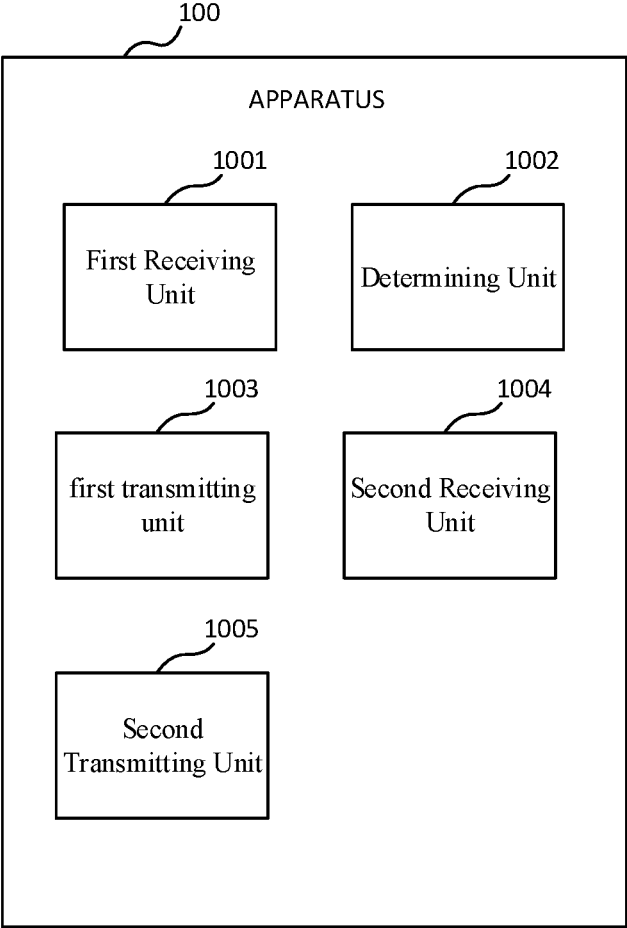 100
APPARATUS
1001
First Receiving
Unit
1002
Determining Unit
1003
first transmitting
unit
1004
Second Receiving
Unit
1005
Second
Transmitting Unit